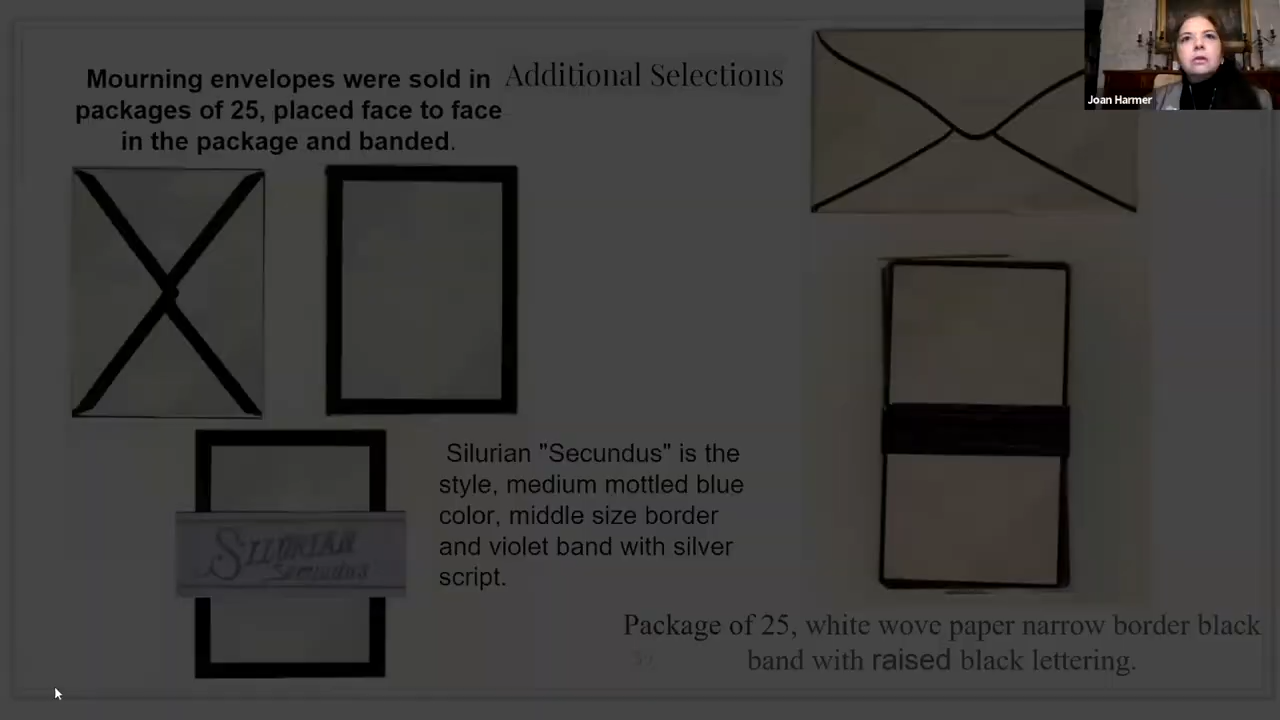 Mourning envelopes were sold in
packages of 25, placed face to face
in the package and banded.
Additional Selections
Joan Harmer
SILURIAN
Secundus
Silurian "Secundus" is the
style, medium mottled blue
color, middle size border
and violet band with silver
script.
Package of 25, white wove paper narrow border black
band with raised black lettering.